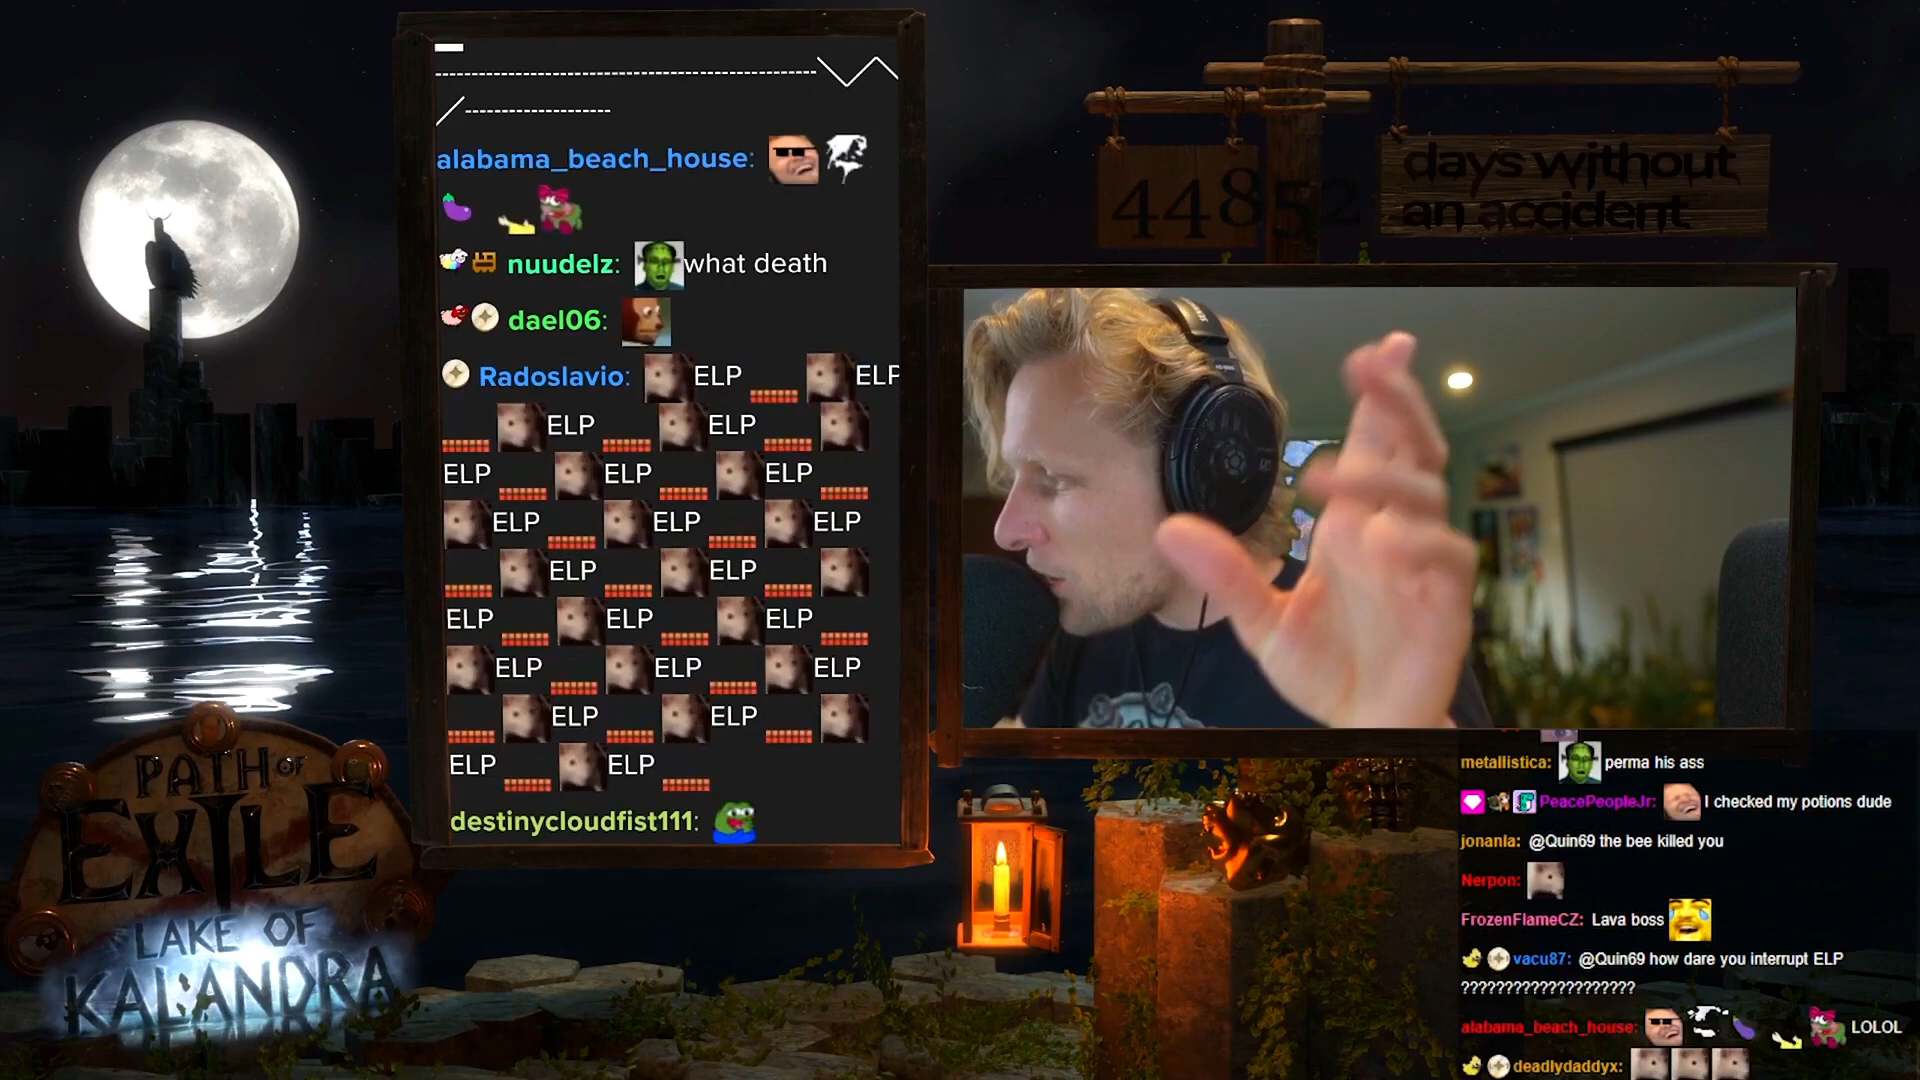 alabama_beach_house:
nuudelz: what death
dael06:
Radoslavio: ELP ELP
ELP ELP
ELP ELP ELP
ELP ELP ELP
ELP ELP
ELP ELP ELP
ELP ELP ELP
ELP ELP
ELP ELP
destinycloudfist111:
44852
days without
an accident
PATH OF
EXILE
LAKE OF
KALANDRA
metallistica: perma his ass
PeacePeopleJr: I checked my potions dude
jonanla: @Quin69 the bee killed you
Nerpon:
FrozenFlameCZ: Lava boss
vacu87: @Quin69 how dare you interrupt ELP
????????????????????
alabama_beach_house: LOLOL
deadlydaddyx: